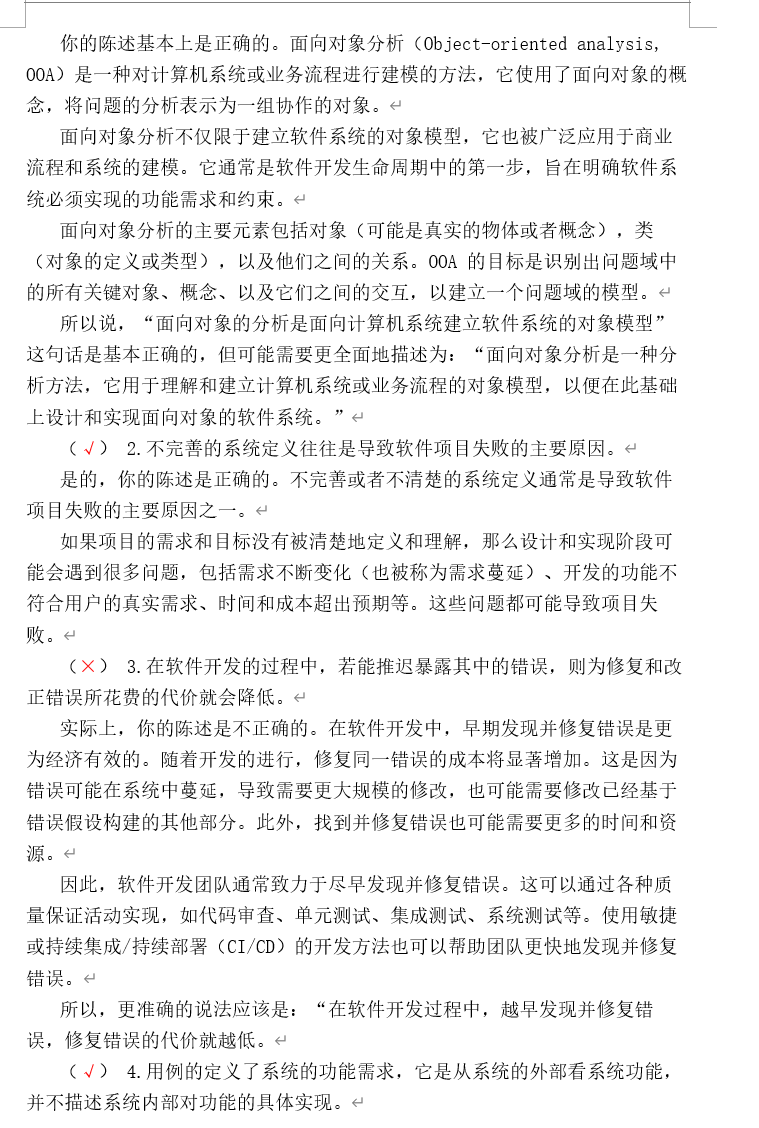 你的陈述基本上是正确的。面向对象分析（Object-oriented analysis,
OOA）是一种对计算机系统或业务流程进行建模的方法，它使用了面向对象的概
念，将问题的分析表示为一组协作的对象。
面向对象分析不仅限于建立软件系统的对象模型，它也被广泛应用于商业
流程和系统的建模。它通常是软件开发生命周期中的第一步，旨在明确软件系
统必须实现的功能需求和约束。
面向对象分析的主要元素包括对象（可能是真实的物体或者概念），类
（对象的定义或类型），以及他们之间的关系。OOA 的目标是识别出问题域中
的所有关键对象、概念、以及它们之间的交互，以建立一个问题域的模型。
所以说，“面向对象的分析是面向计算机系统建立软件系统的对象模型”
这句话是基本正确的，但可能需要更全面地描述为：“面向对象分析是一种分
析方法，它用于理解和建立计算机系统或业务流程的对象模型，以便在此基础
上设计和实现面向对象的软件系统。”
（√） 2.不完善的系统定义往往是导致软件项目失败的主要原因。
是的，你的陈述是正确的。不完善或者不清楚的系统定义通常是导致软件
项目失败的主要原因之一。
如果项目的需求和目标没有被清楚地定义和理解，那么设计和实现阶段可
能会遇到很多问题，包括需求不断变化（也被称为需求蔓延）、开发的功能不
符合用户的真实需求、时间和成本超出预期等。这些问题都可能导致项目失
败。
（×） 3.在软件开发的过程中，若能推迟暴露其中的错误，则为修复和改
正错误所花费的代价就会降低。
实际上，你的陈述是不正确的。在软件开发中，早期发现并修复错误是更
为经济有效的。随着开发的进行，修复同一错误的成本将显著增加。这是因为
错误可能在系统中蔓延，导致需要更大规模的修改，也可能需要修改已经基于
错误假设构建的其他部分。此外，找到并修复错误也可能需要更多的时间和资
源。
因此，软件开发团队通常致力于尽早发现并修复错误。这可以通过各种质
量保证活动实现，如代码审查、单元测试、集成测试、系统测试等。使用敏捷
或持续集成/持续部署（CI/CD）的开发方法也可以帮助团队更快地发现并修复
错误。
所以，更准确的说法应该是：“在软件开发过程中，越早发现并修复错
误，修复错误的代价就越低。
（√） 4.用例的定义了系统的功能需求，它是从系统的外部看系统功能，
并不描述系统内部对功能的具体实现。